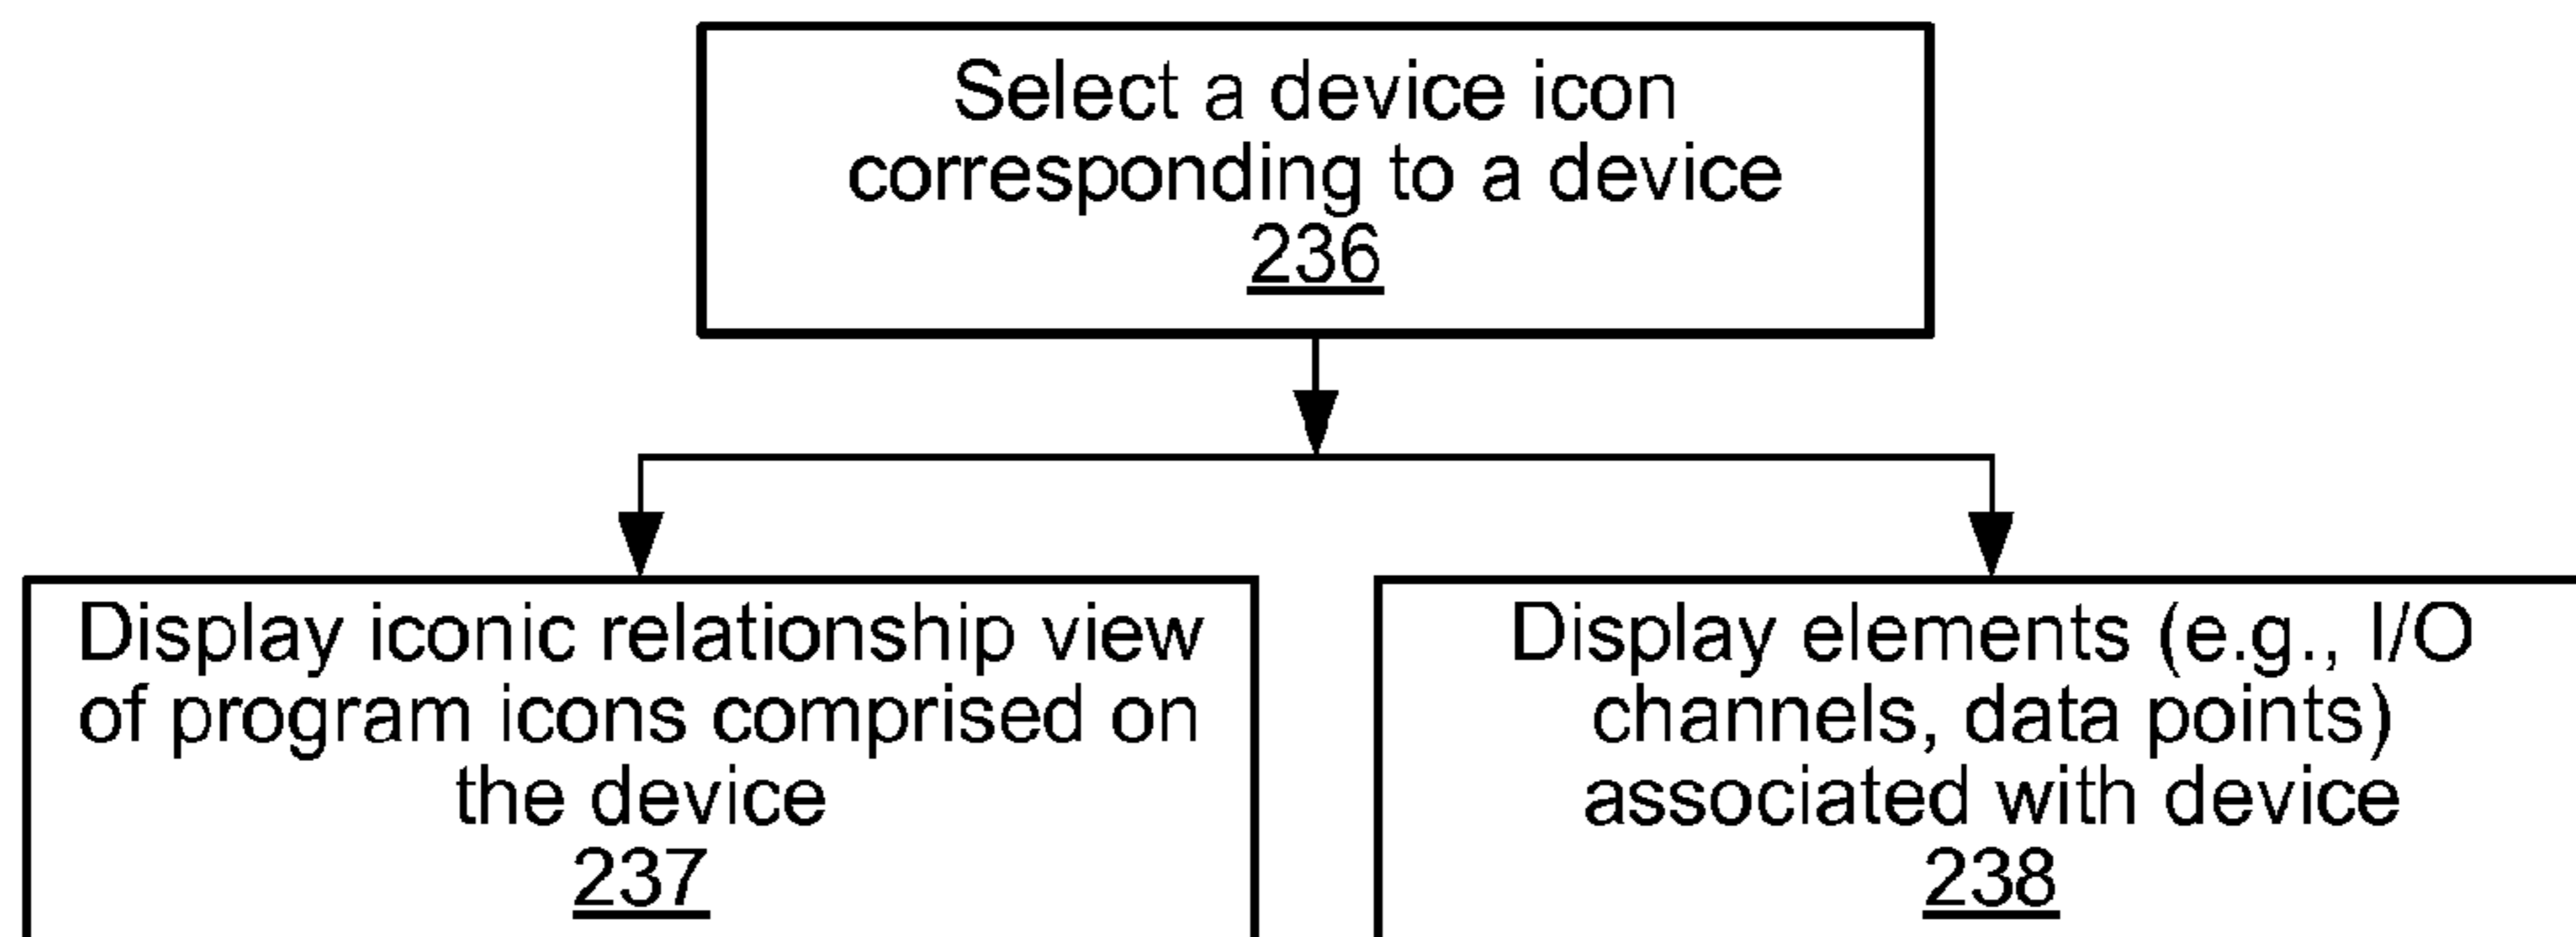 Select a device icon
corresponding to a device
236
Display iconic relationship view
of program icons comprised on
the device
237
Display elements (e.g., I/O
channels, data points)
associated with device
238